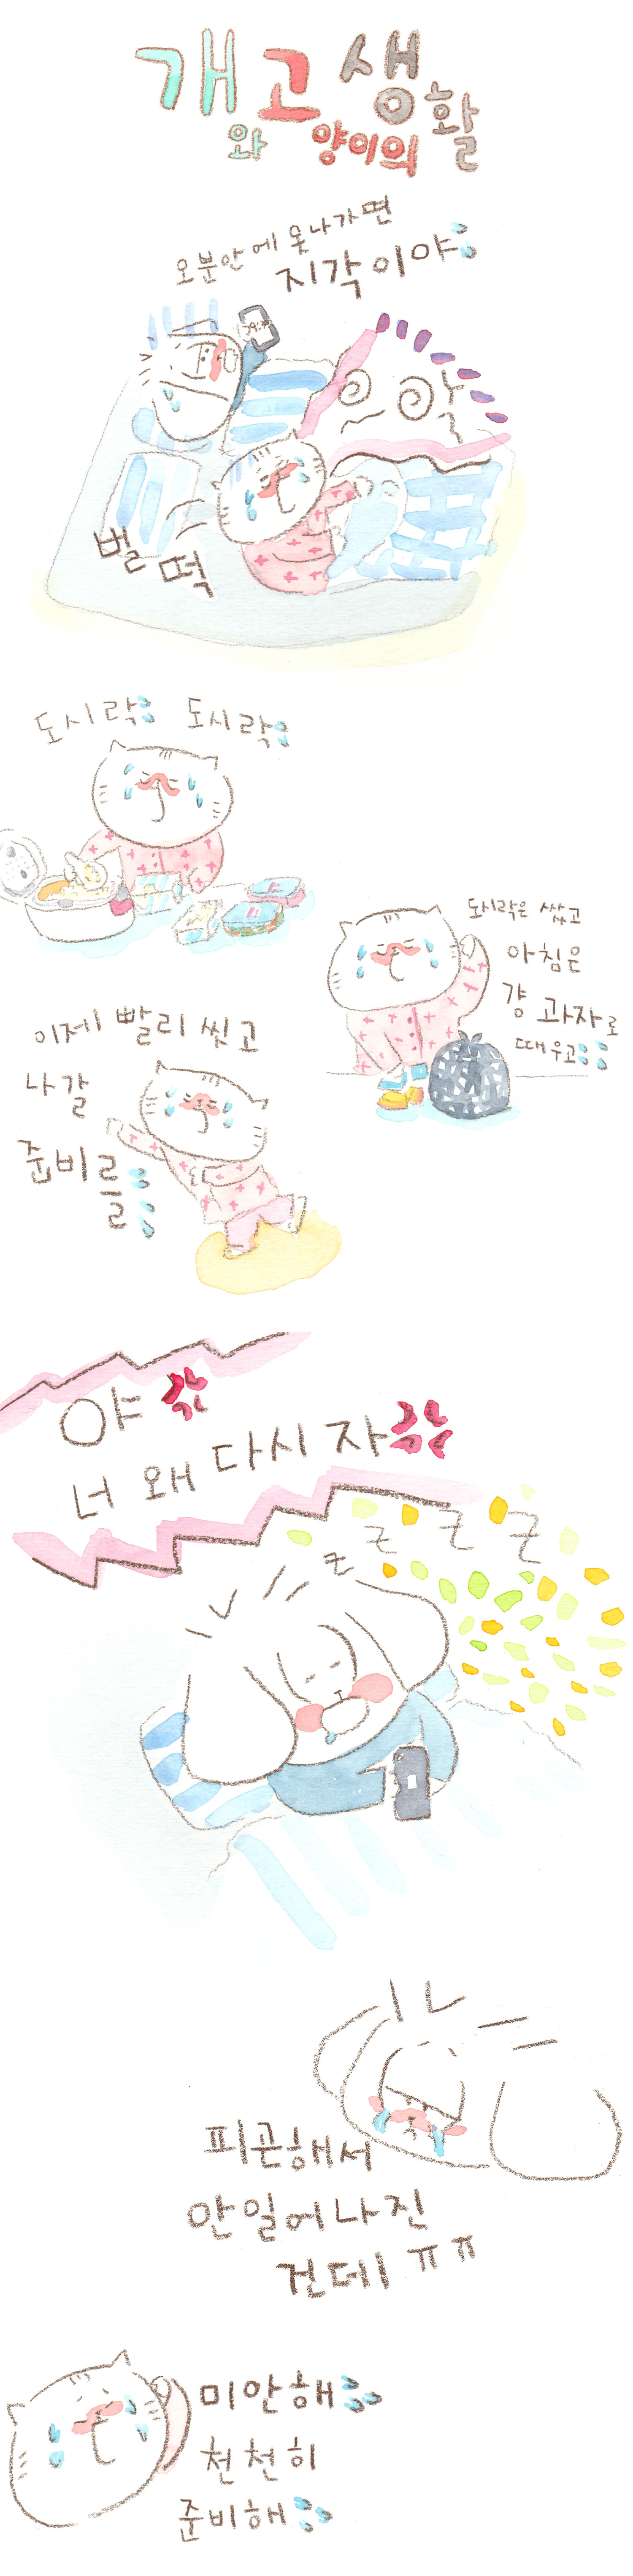 개와 고양이의 생활
오분안에 못나가면
지각이야
으악
벌떡
도시락 도시락
도시락은 쌌고
아침은
걍 과자로
때우고
이제 빨리 씻고
나갈
준비를
야
너 왜 다시 자
z z z z
피곤해서
안일어나진
건데ㅠㅠ
미안해
천천히
준비해